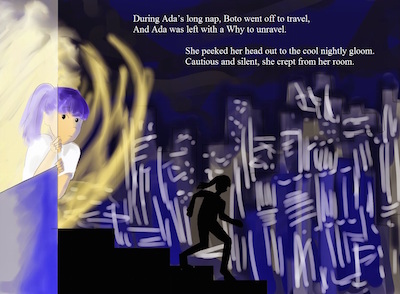 During Ada's long nap, Boto went off to travel,
And Ada was left with a Why to unravel.
She peeked her head out to the cool nightly gloom.
Cautious and silent, she crept from her room.